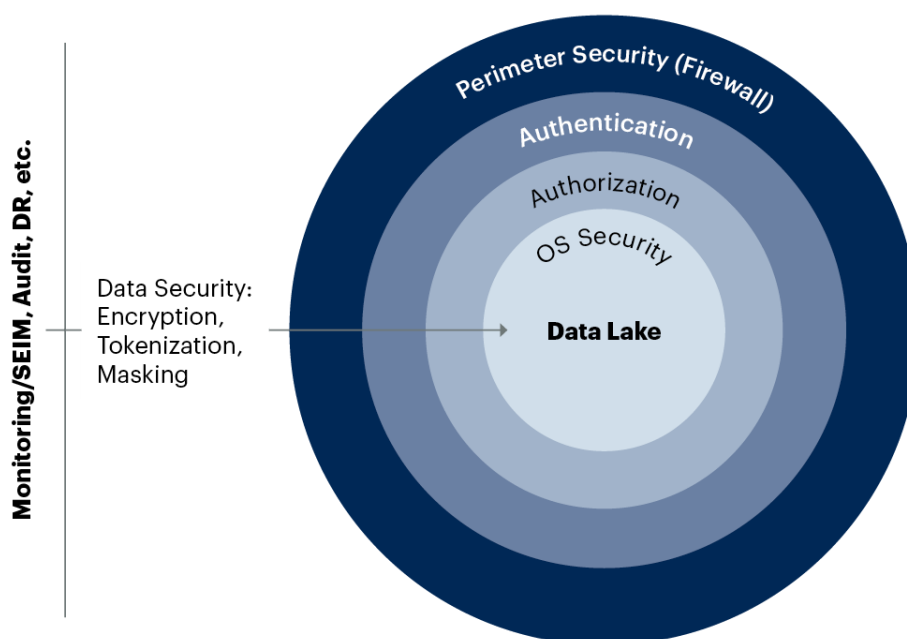 Monitoring/SEIM, Audit, DR, etc.
Data Security:
Encryption,
Tokenization,
Masking
Perimeter Security (Firewall)
Authentication
Authorization
OS Security
Data Lake